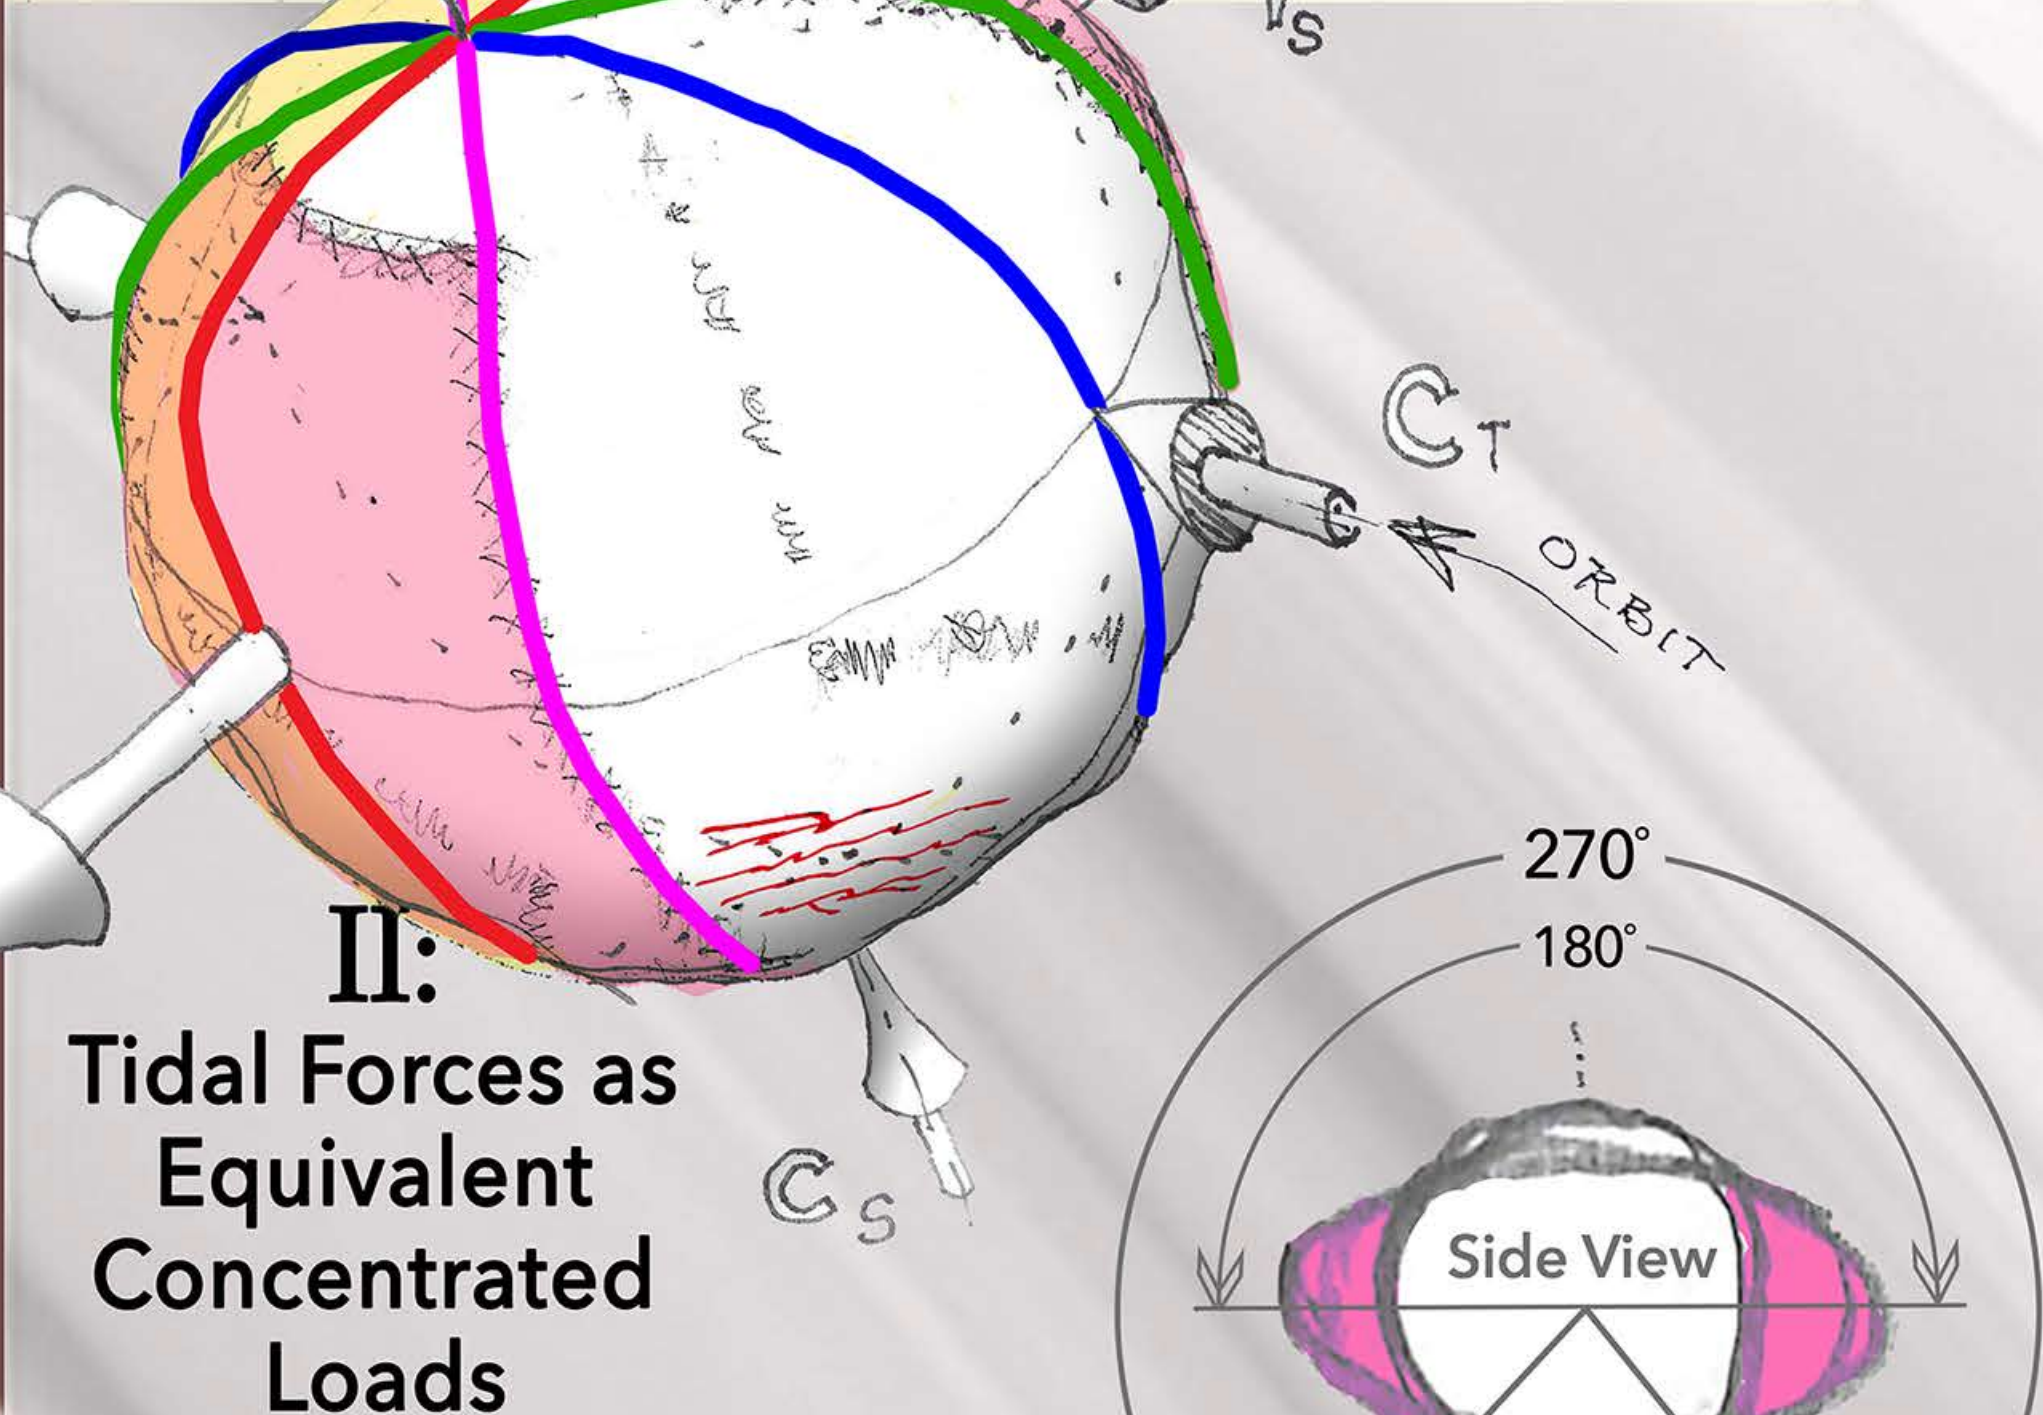 S
CT
ORBIT
270°
180°
II:
Tidal Forces as
Equivalent
Concentrated
Loads
CS
Side View